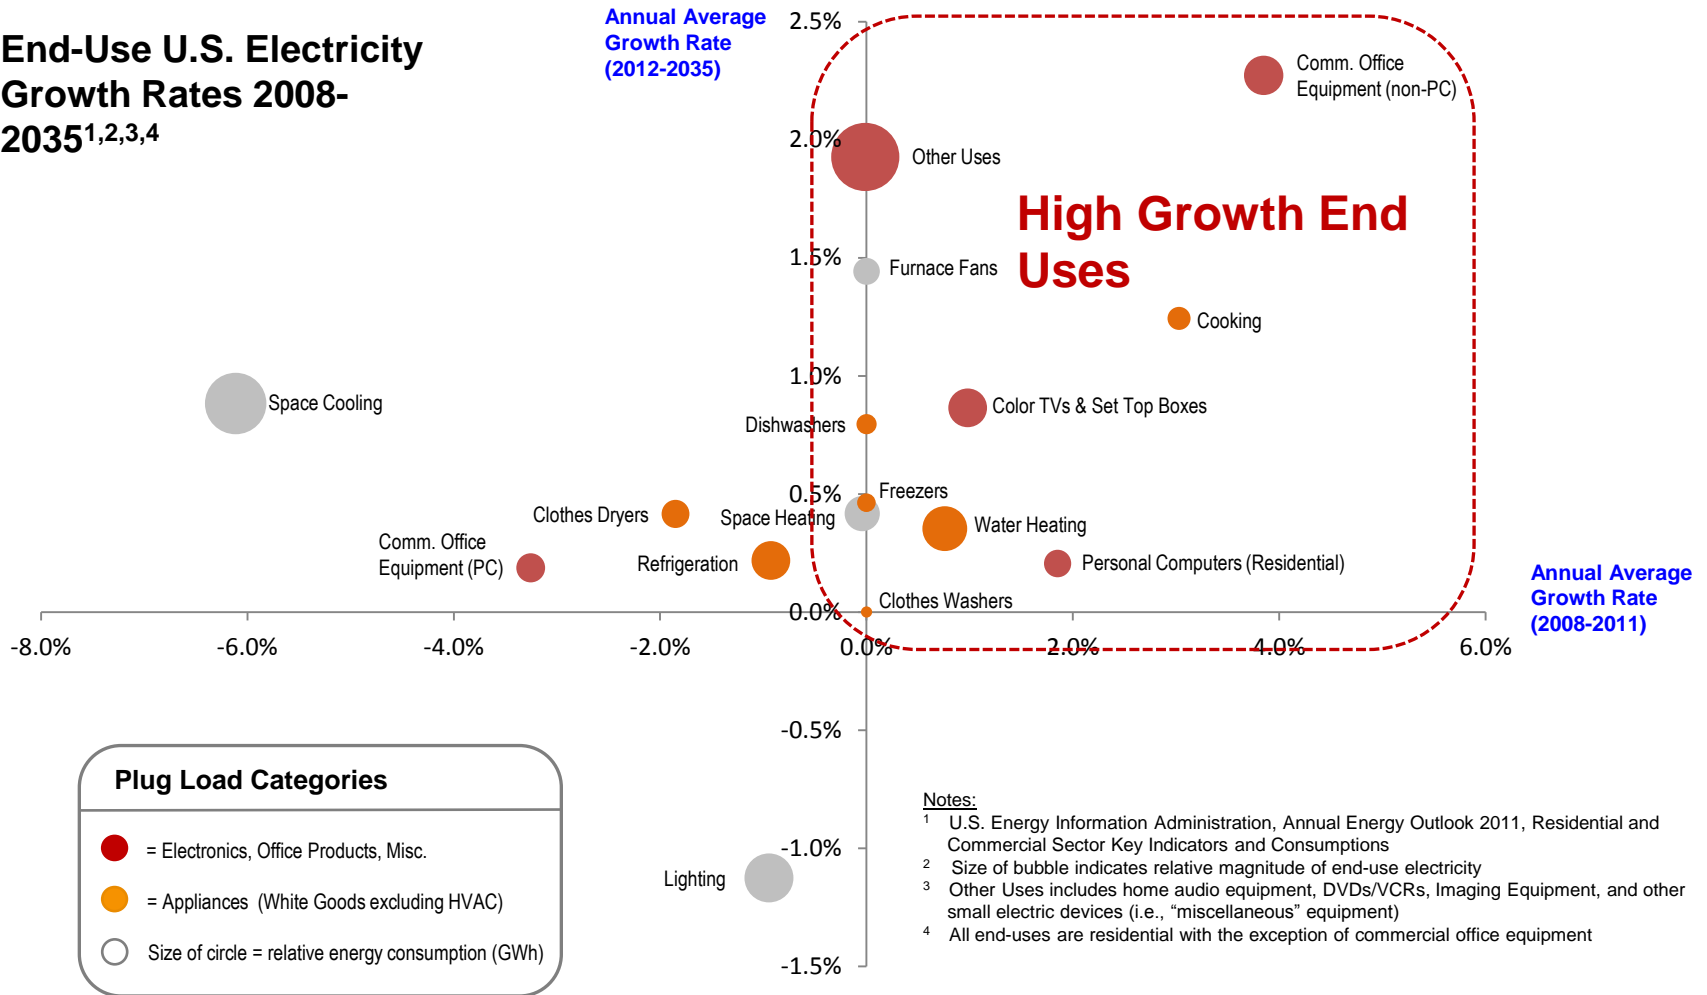 End-Use U.S. Electricity
Growth Rates 2008-
20351,2,3,4
Annual Average
Growth Rate
(2012-2035)
2.5%
2.0%
1.5%
1.0%
0.5%
0.0%
-0.5%
-1.0%
-1.5%
Comm. Office
Equipment (non-PC)
Other Uses
High Growth End
Uses
Furnace Fans
Cooking
Space Cooling
Color TVs & Set Top Boxes
Dishwashers
Freezers
Clothes Dryers
Space Heating
Water Heating
Comm. Office
Equipment (PC)
Refrigeration
Personal Computers (Residential)
Clothes Washers
Annual Average
Growth Rate
(2008-2011)
-8.0%
-6.0%
-4.0%
-2.0%
0.0%
2.0%
4.0%
6.0%
Lighting
Plug Load Categories
= Electronics, Office Products, Misc.
= Appliances (White Goods excluding HVAC)
Size of circle = relative energy consumption (GWh)
Notes:
1 U.S. Energy Information Administration, Annual Energy Outlook 2011, Residential and
Commercial Sector Key Indicators and Consumptions
2 Size of bubble indicates relative magnitude of end-use electricity
3 Other Uses includes home audio equipment, DVDs/VCRs, Imaging Equipment, and other
small electric devices (i.e., “miscellaneous” equipment)
4 All end-uses are residential with the exception of commercial office equipment